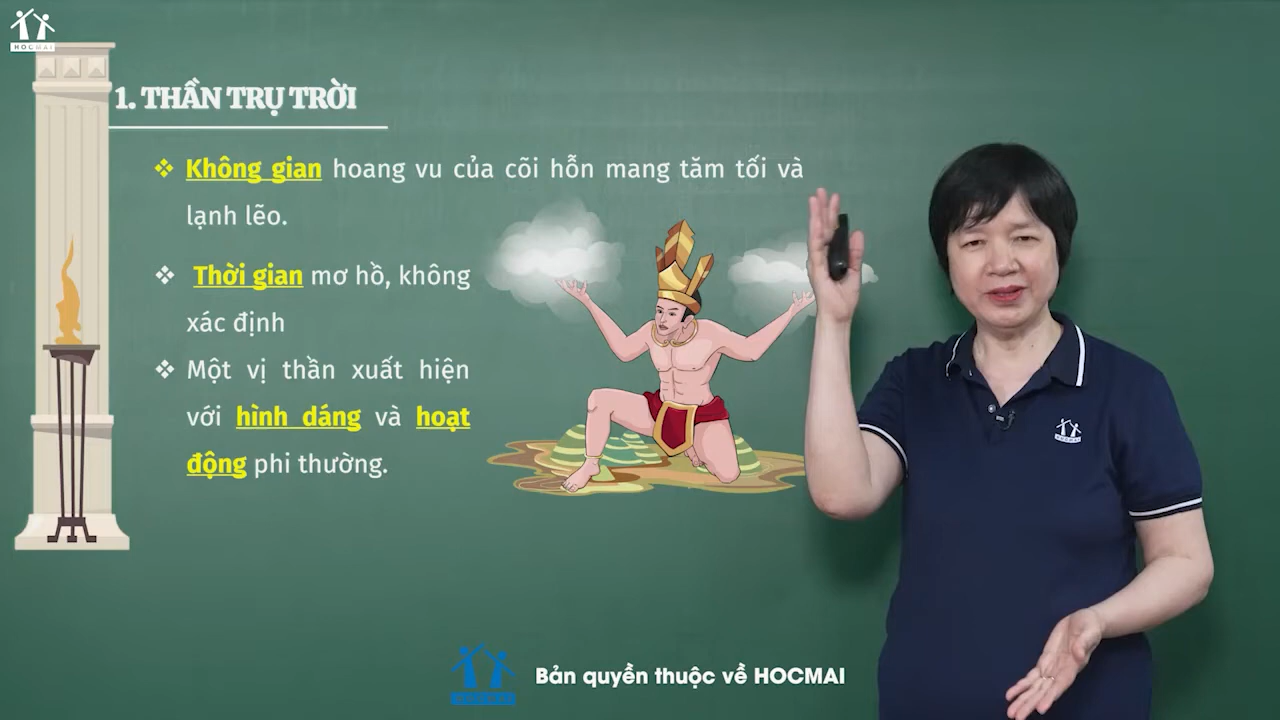 HOCMAI
1. THẦN TRỤ TRỜI
❖ Không gian hoang vu của cõi hỗn mang tăm tối và
lạnh lẽo.
❖ Thời gian mơ hồ, không
xác định
❖ Một vị thần xuất hiện
với hình dáng và hoạt
động phi thường.
HOCMAI
HOCMAI
Bản quyền thuộc về HOCMAI